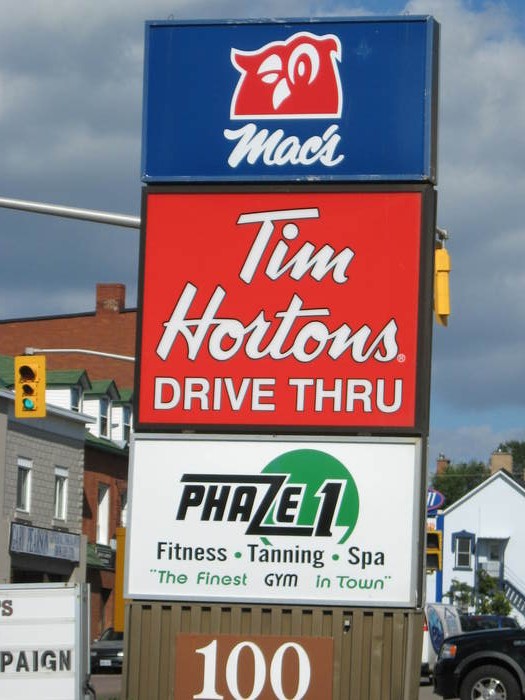 Mac's
Tim
Hortons®
DRIVE THRU
PHAZE 1
Fitness • Tanning • Spa
"The Finest GYM in Town"
100
'S
PAIGN